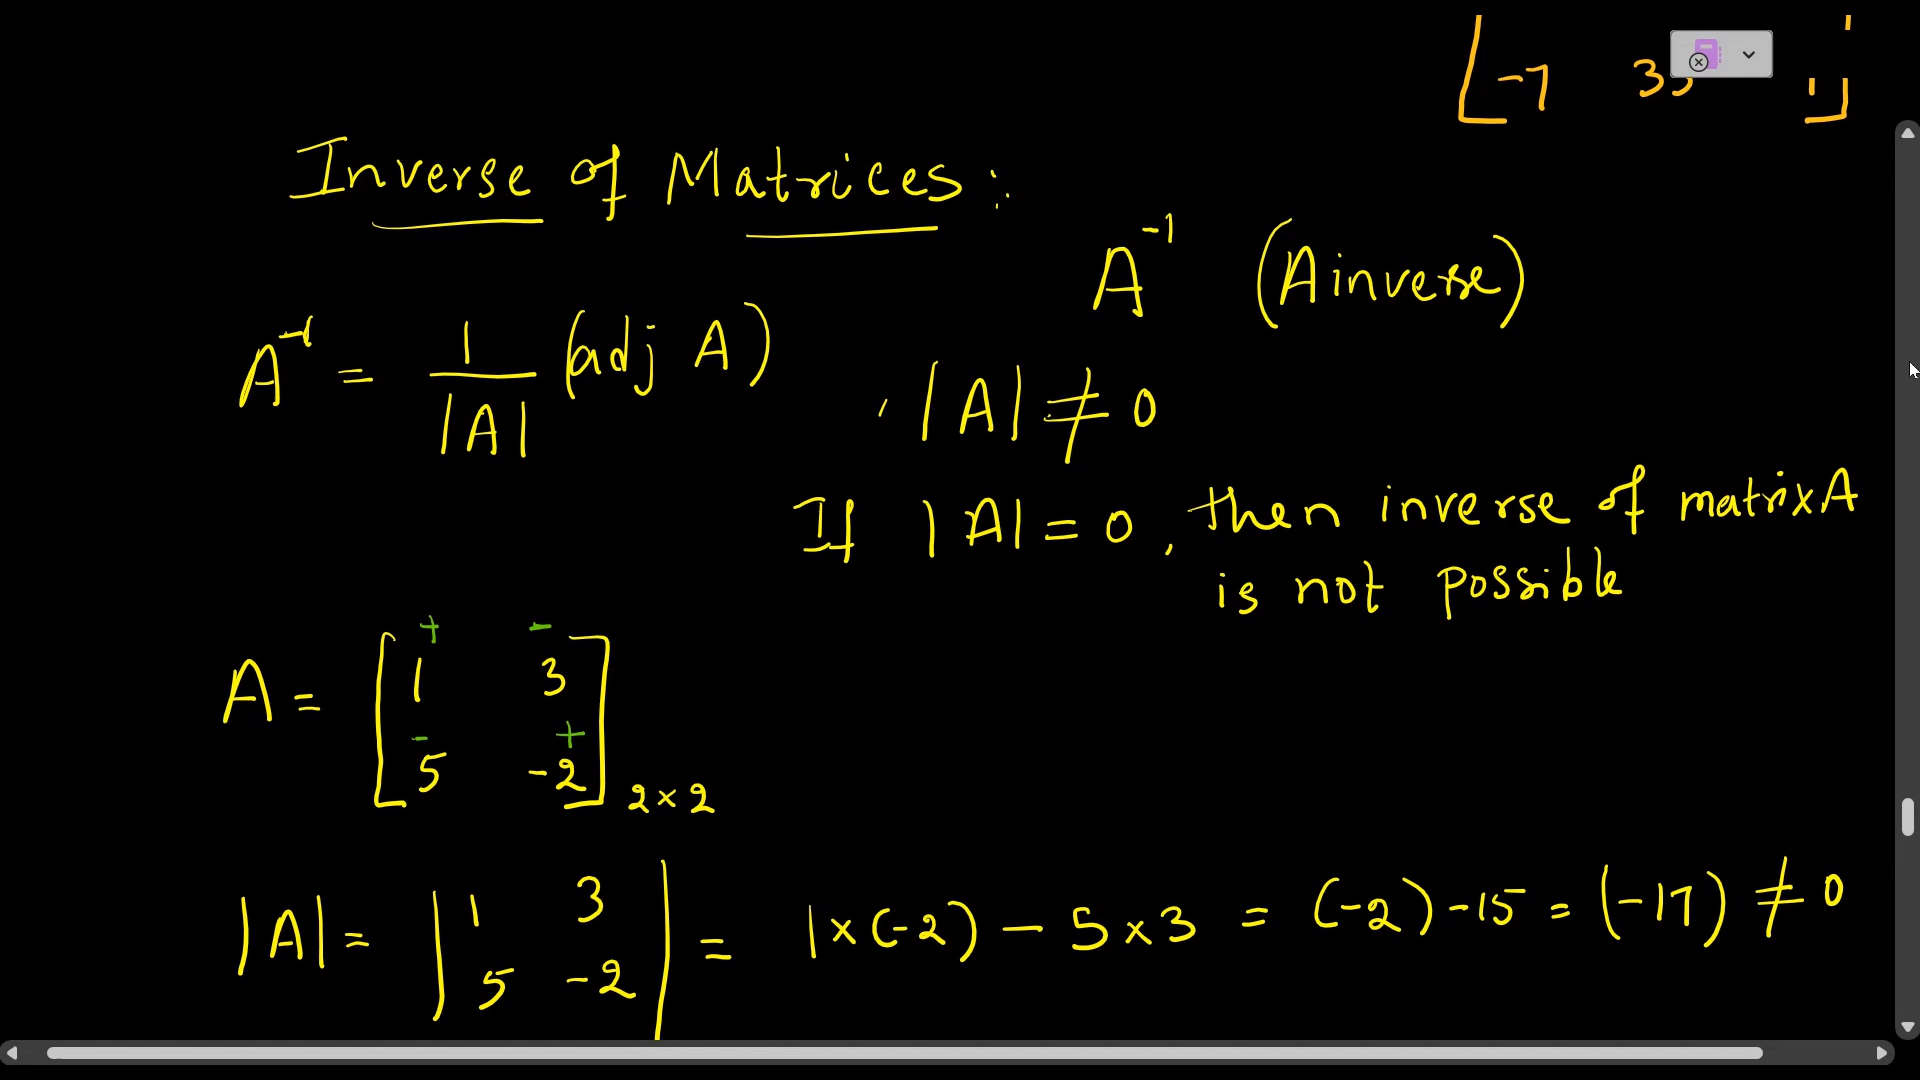 -7 3
Inverse of Matrices :
A⁻¹ (A inverse)
A⁻¹ = 1/|A| (adj A)
|A| ≠ 0
If |A| = 0, then inverse of matrix A
is not possible
+ -
A = [1 3
- +
5 -2] 2×2
|A| = |1 3
5 -2| = 1×(-2) - 5×3 = (-2) -15 = (-17) ≠ 0